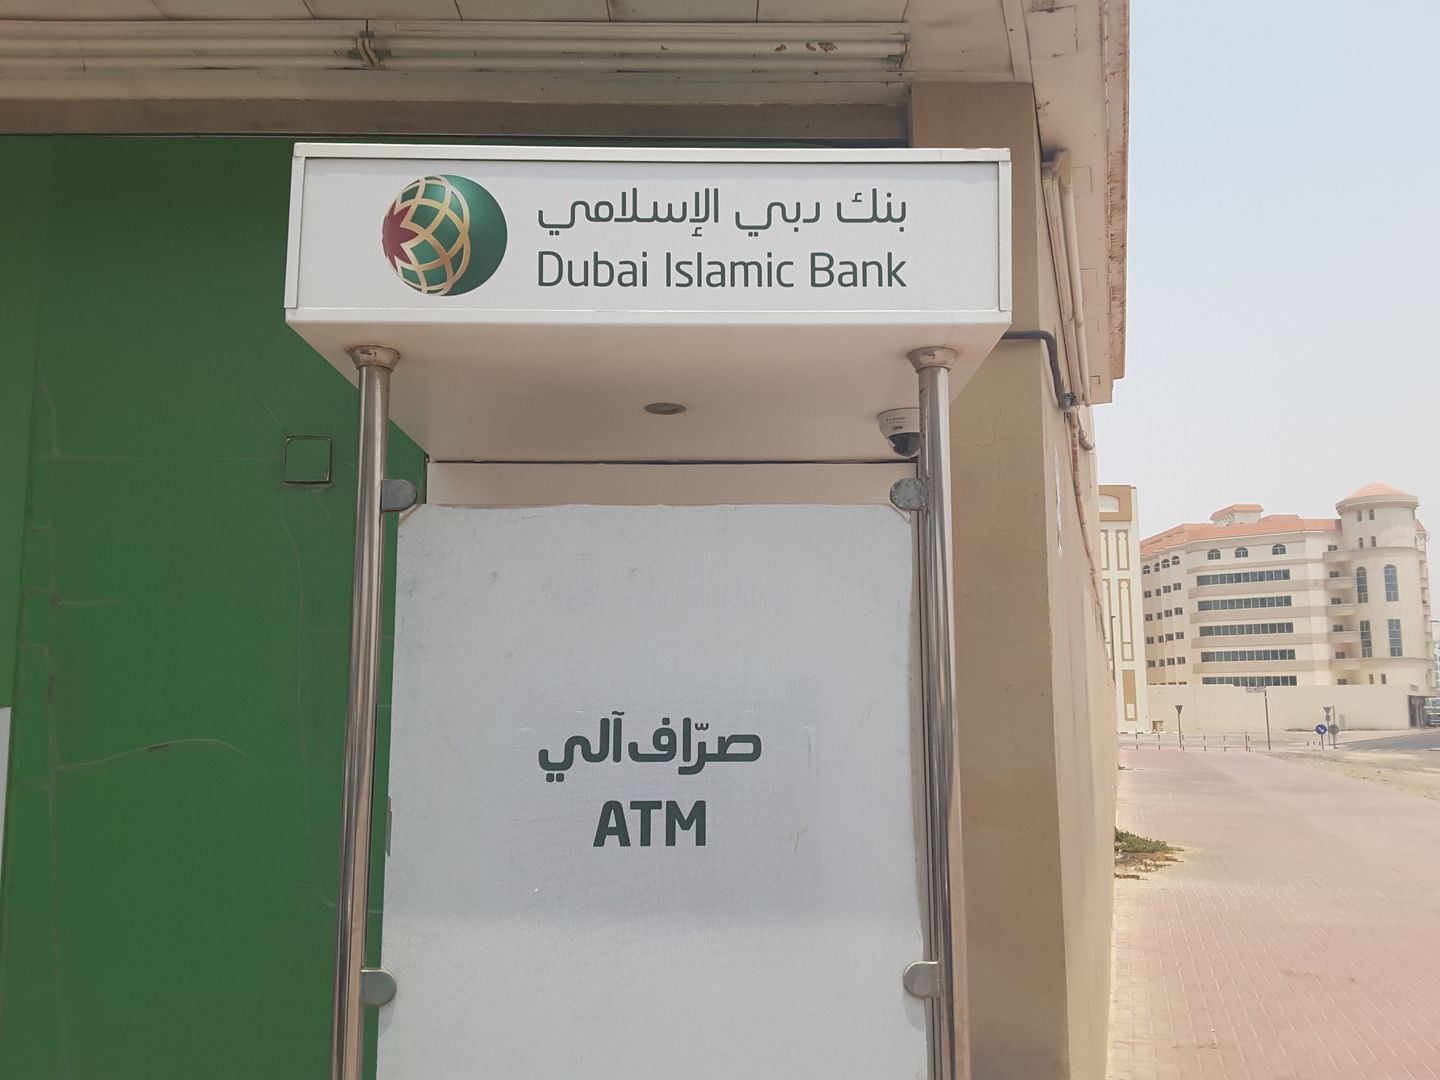 بنك دبي الإسلامي
Dubai Islamic Bank
صرّاف آلي
ATM